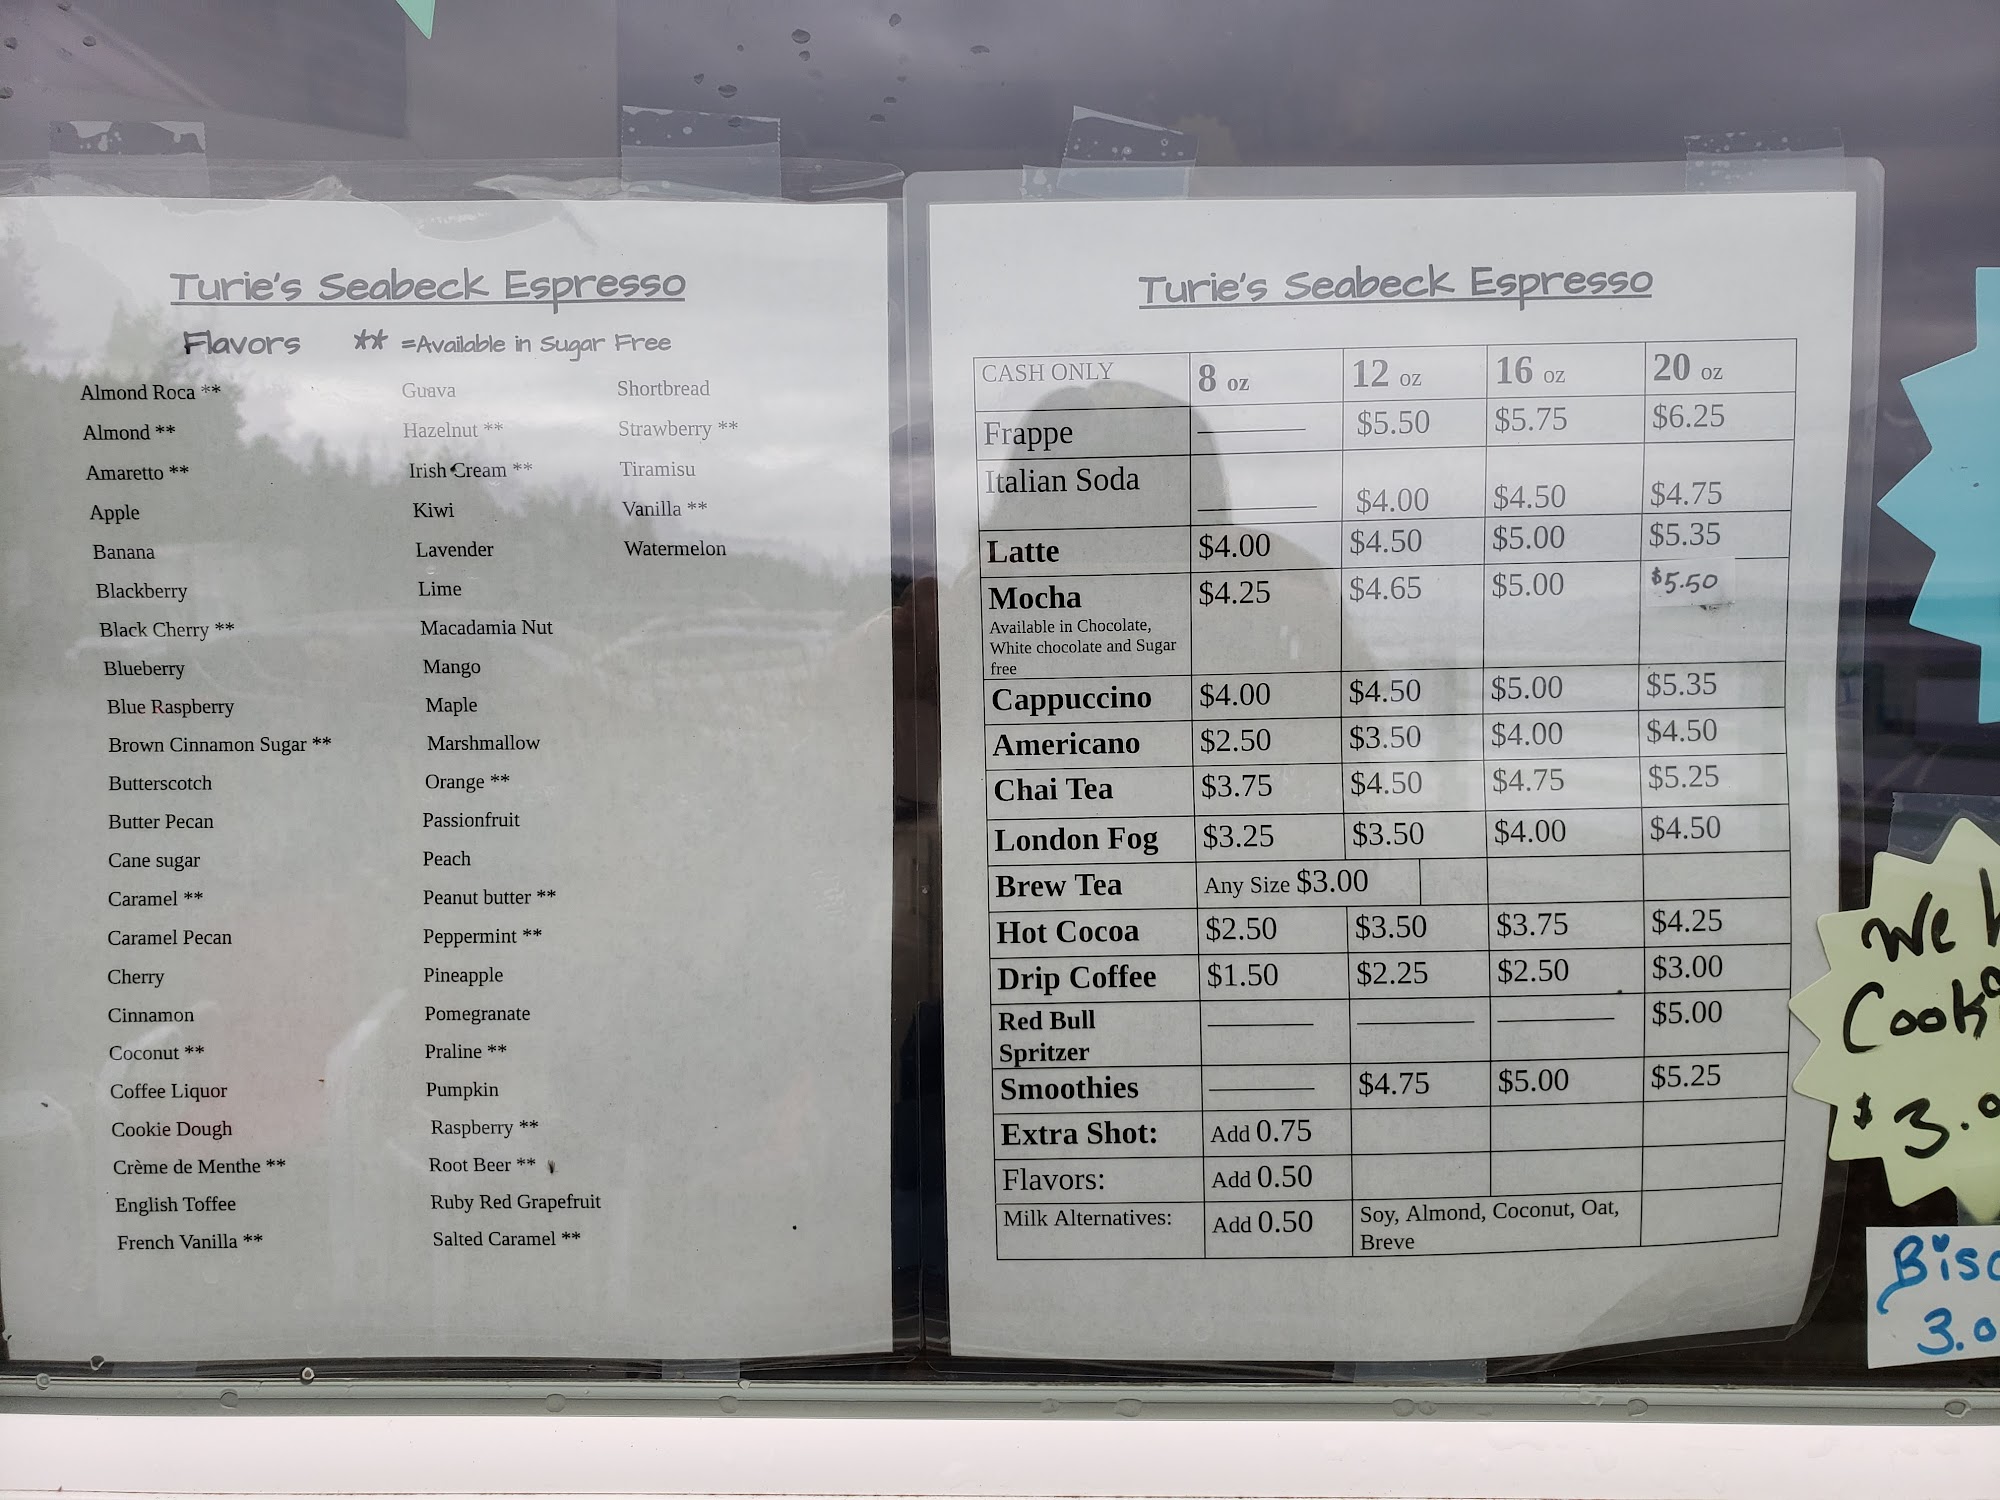 Turie's Seabeck Espresso
Flavors ** =Available in Sugar Free
Almond Roca **
Almond **
Amaretto **
Apple
Banana
Blackberry
Black Cherry **
Blueberry
Blue Raspberry
Brown Cinnamon Sugar **
Butterscotch
Butter Pecan
Cane sugar
Caramel **
Caramel Pecan
Cherry
Cinnamon
Coconut **
Coffee Liquor
Cookie Dough
Crème de Menthe **
English Toffee
French Vanilla **
Guava
Hazelnut **
Irish Cream **
Kiwi
Lavender
Lime
Macadamia Nut
Mango
Maple
Marshmallow
Orange **
Passionfruit
Peach
Peanut butter **
Peppermint **
Pineapple
Pomegranate
Praline **
Pumpkin
Raspberry **
Root Beer **
Ruby Red Grapefruit
Salted Caramel **
Shortbread
Strawberry **
Tiramisu
Vanilla **
Watermelon
Turie's Seabeck Espresso
CASH ONLY 8 oz 12 oz 16 oz 20 oz
Frappe $5.50 $5.75 $6.25
Italian Soda $4.00 $4.50 $4.75
Latte $4.00 $4.50 $5.00 $5.35
Mocha $4.25 $4.65 $5.00 $5.50
Available in Chocolate,
White chocolate and Sugar
free
Cappuccino $4.00 $4.50 $5.00 $5.35
Americano $2.50 $3.50 $4.00 $4.50
Chai Tea $3.75 $4.50 $4.75 $5.25
London Fog $3.25 $3.50 $4.00 $4.50
Brew Tea Any Size $3.00
Hot Cocoa $2.50 $3.50 $3.75 $4.25
Drip Coffee $1.50 $2.25 $2.50 $3.00
Red Bull
Spritzer $5.00
Smoothies $4.75 $5.00 $5.25
Extra Shot: Add 0.75
Flavors: Add 0.50
Milk Alternatives: Add 0.50 Soy, Almond, Coconut, Oat,
Breve
We